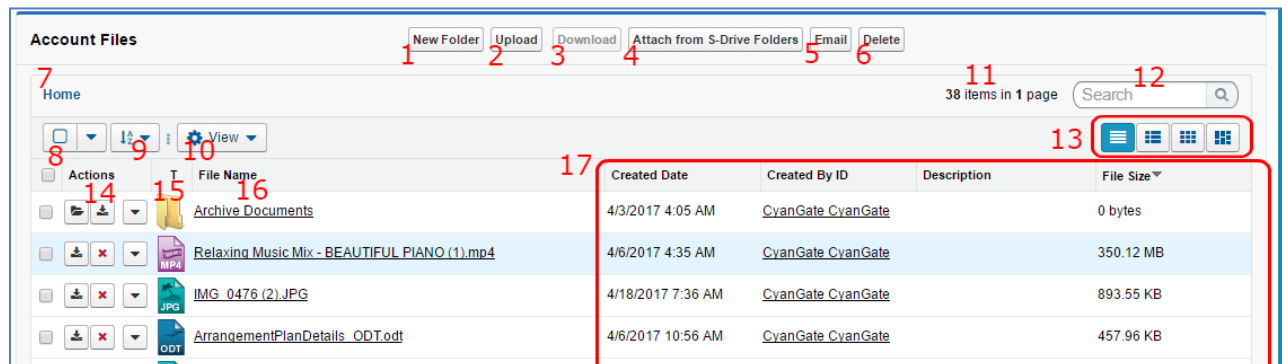 Account Files New Folder Upload Download Attach from S-Drive Folders Email Delete
1 2 3 4 5 6
7 11 12
Home 38 items in 1 page Search
A Z View 13
8 9 10
Actions T File Name 17 Created Date Created By ID Description File Size
14 15 16
Archive Documents 4/3/2017 4:05 AM CyanGate CyanGate 0 bytes
MP4 Relaxing Music Mix - BEAUTIFUL PIANO (1).mp4 4/6/2017 4:35 AM CyanGate CyanGate 350.12 MB
JPG IMG_0476 (2).JPG 4/18/2017 7:36 AM CyanGate CyanGate 893.55 KB
ODT ArrangementPlanDetails_ODT.odt 4/6/2017 10:56 AM CyanGate CyanGate 457.96 KB